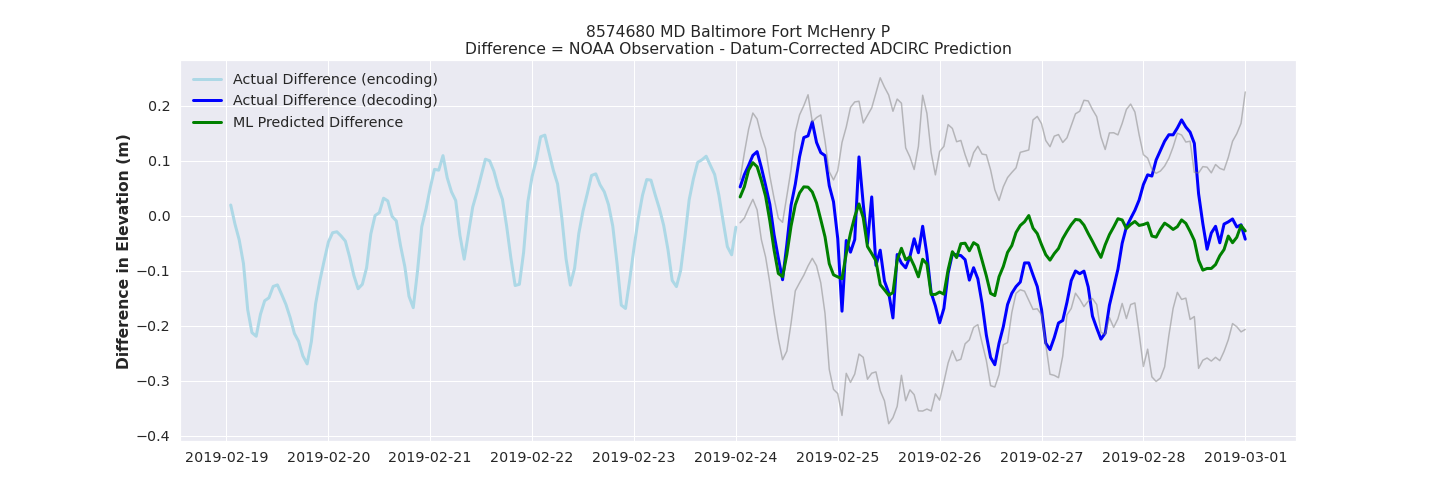 8574680 MD Baltimore Fort McHenry P
Difference = NOAA Observation - Datum-Corrected ADCIRC Prediction
Actual Difference (encoding)
Actual Difference (decoding)
ML Predicted Difference
Difference in Elevation (m)
0.2
0.1
0.0
−0.1
−0.2
−0.3
−0.4
2019-02-19 2019-02-20 2019-02-21 2019-02-22 2019-02-23 2019-02-24 2019-02-25 2019-02-26 2019-02-27 2019-02-28 2019-03-01